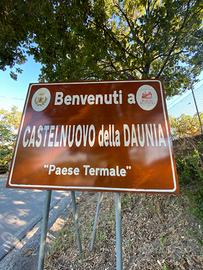 Benvenuti a
CASTELNUOVO della DAUNIA
"Paese Termale"